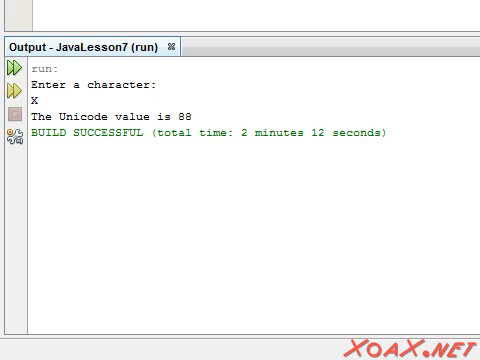 Output - JavaLesson7 (run)
run:
Enter a character:
X
The Unicode value is 88
BUILD SUCCESSFUL (total time: 2 minutes 12 seconds)
XOAX.NET